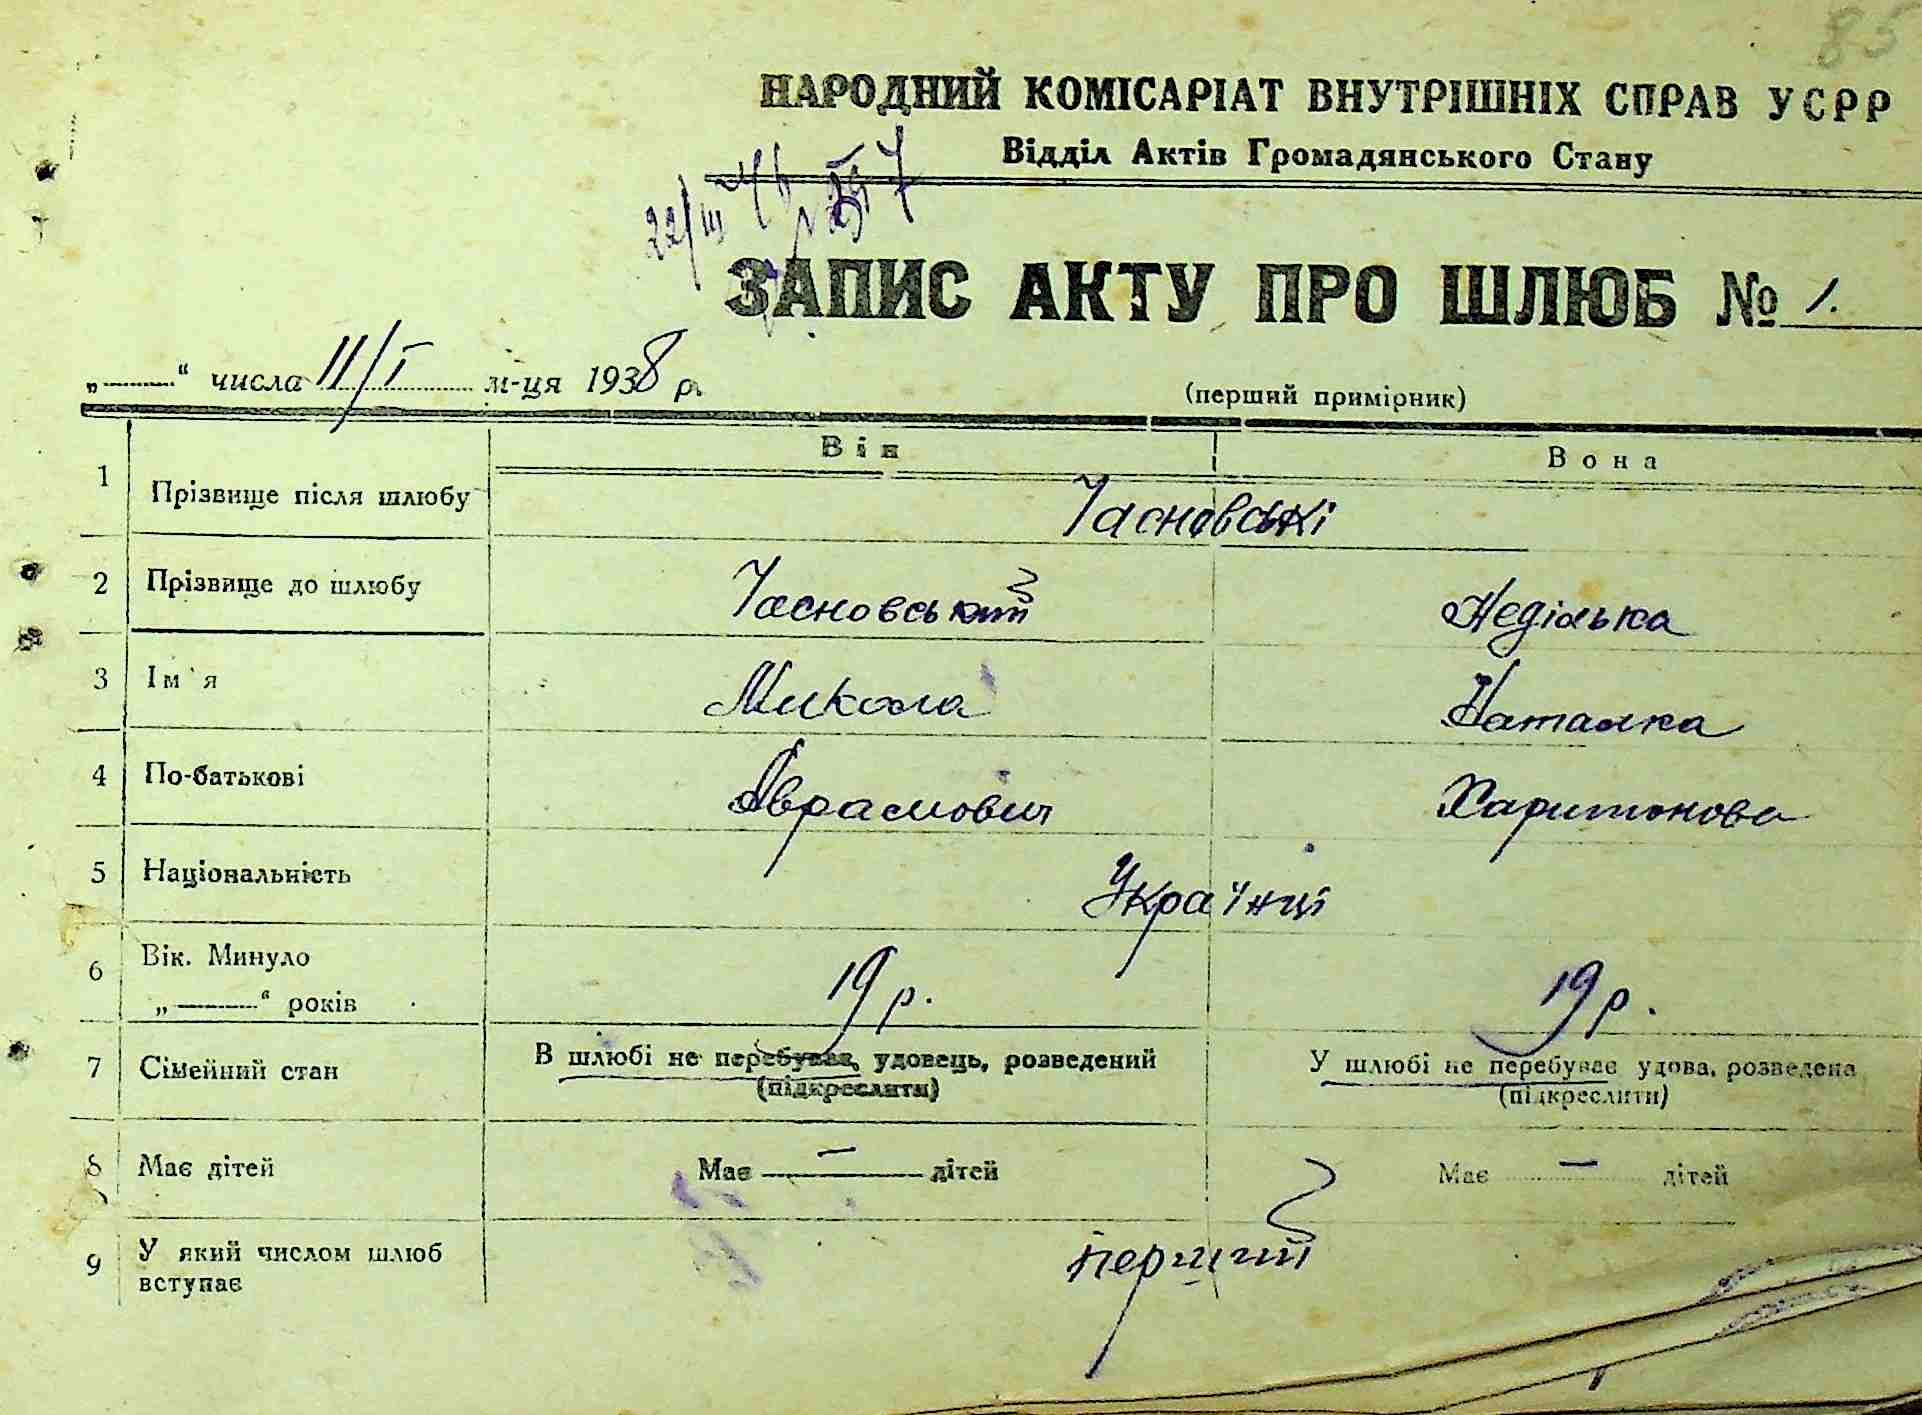 85
НАРОДНИЙ КОМІСАРІАТ ВНУТРІШНІХ СПРАВ УСРР
Відділ Актів Громадянського Стану
22/III
ЗАПИС АКТУ ПРО ШЛЮБ № 1.
„ “ числа 11/I м-ця 1938 р.
(перший примірник)
Він Вона
1 Прізвище після шлюбу Часновські
2 Прізвище до шлюбу Часновський Неділька
3 Ім'я Микола Наталка
4 По-батькові Аврамович Харитонова
5 Національність Українці
6 Вік. Минуло
„ “ років 19 р. 19 р.
7 Сімейний стан В шлюбі не перебував, удовець, розведений У шлюбі не перебуває удова, розведена
(підкреслити) (підкреслити)
8 Має дітей Має — дітей Має — дітей
9 У який числом шлюб
вступає перший